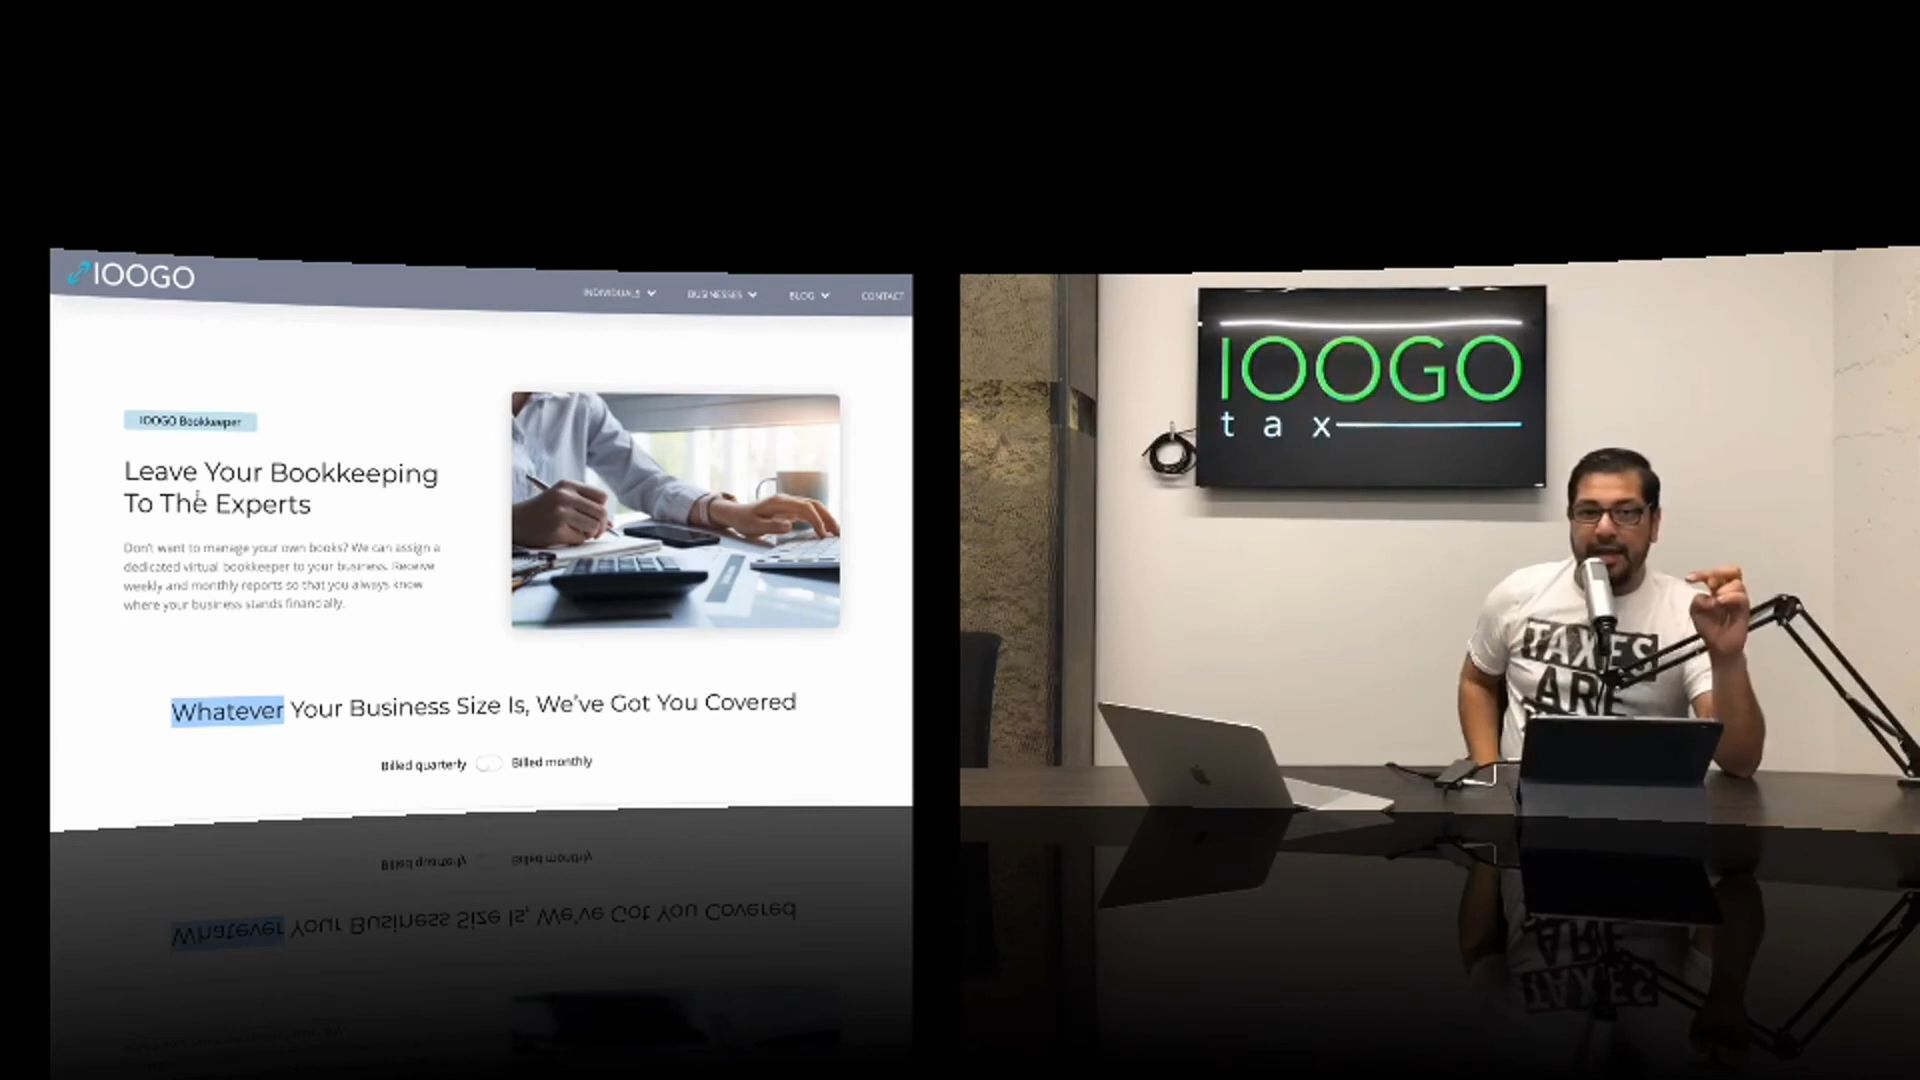 IOOGO
INDIVIDUALS
BUSINESSES
BLOG
CONTACT
IOOGO Bookkeeper
Leave Your Bookkeeping
To The Experts
Don't want to manage your own books? We can assign a
dedicated virtual bookkeeper to your business. Receive
weekly and monthly reports so that you always know
where your business stands financially.
Whatever Your Business Size Is, We've Got You Covered
Billed quarterly
Billed monthly
IOOGO
tax
TAXES
ARE